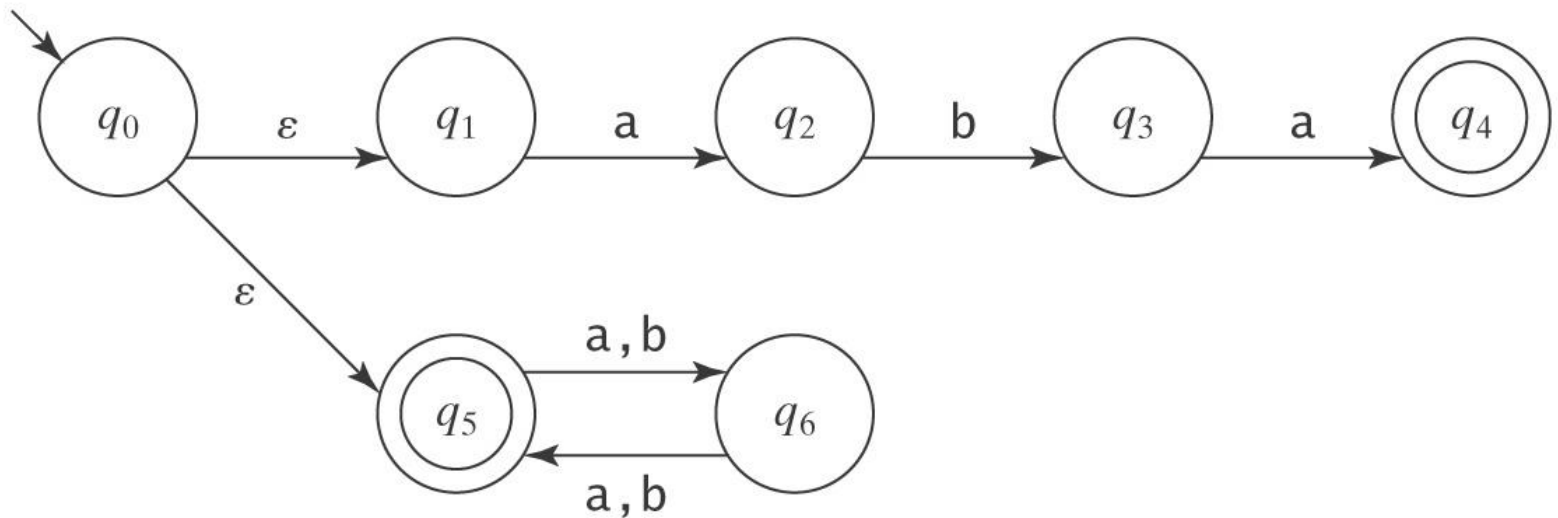 q₀ ε q₁ a q₂ b q₃ a q₄
ε
q₅ a,b q₆
a,b